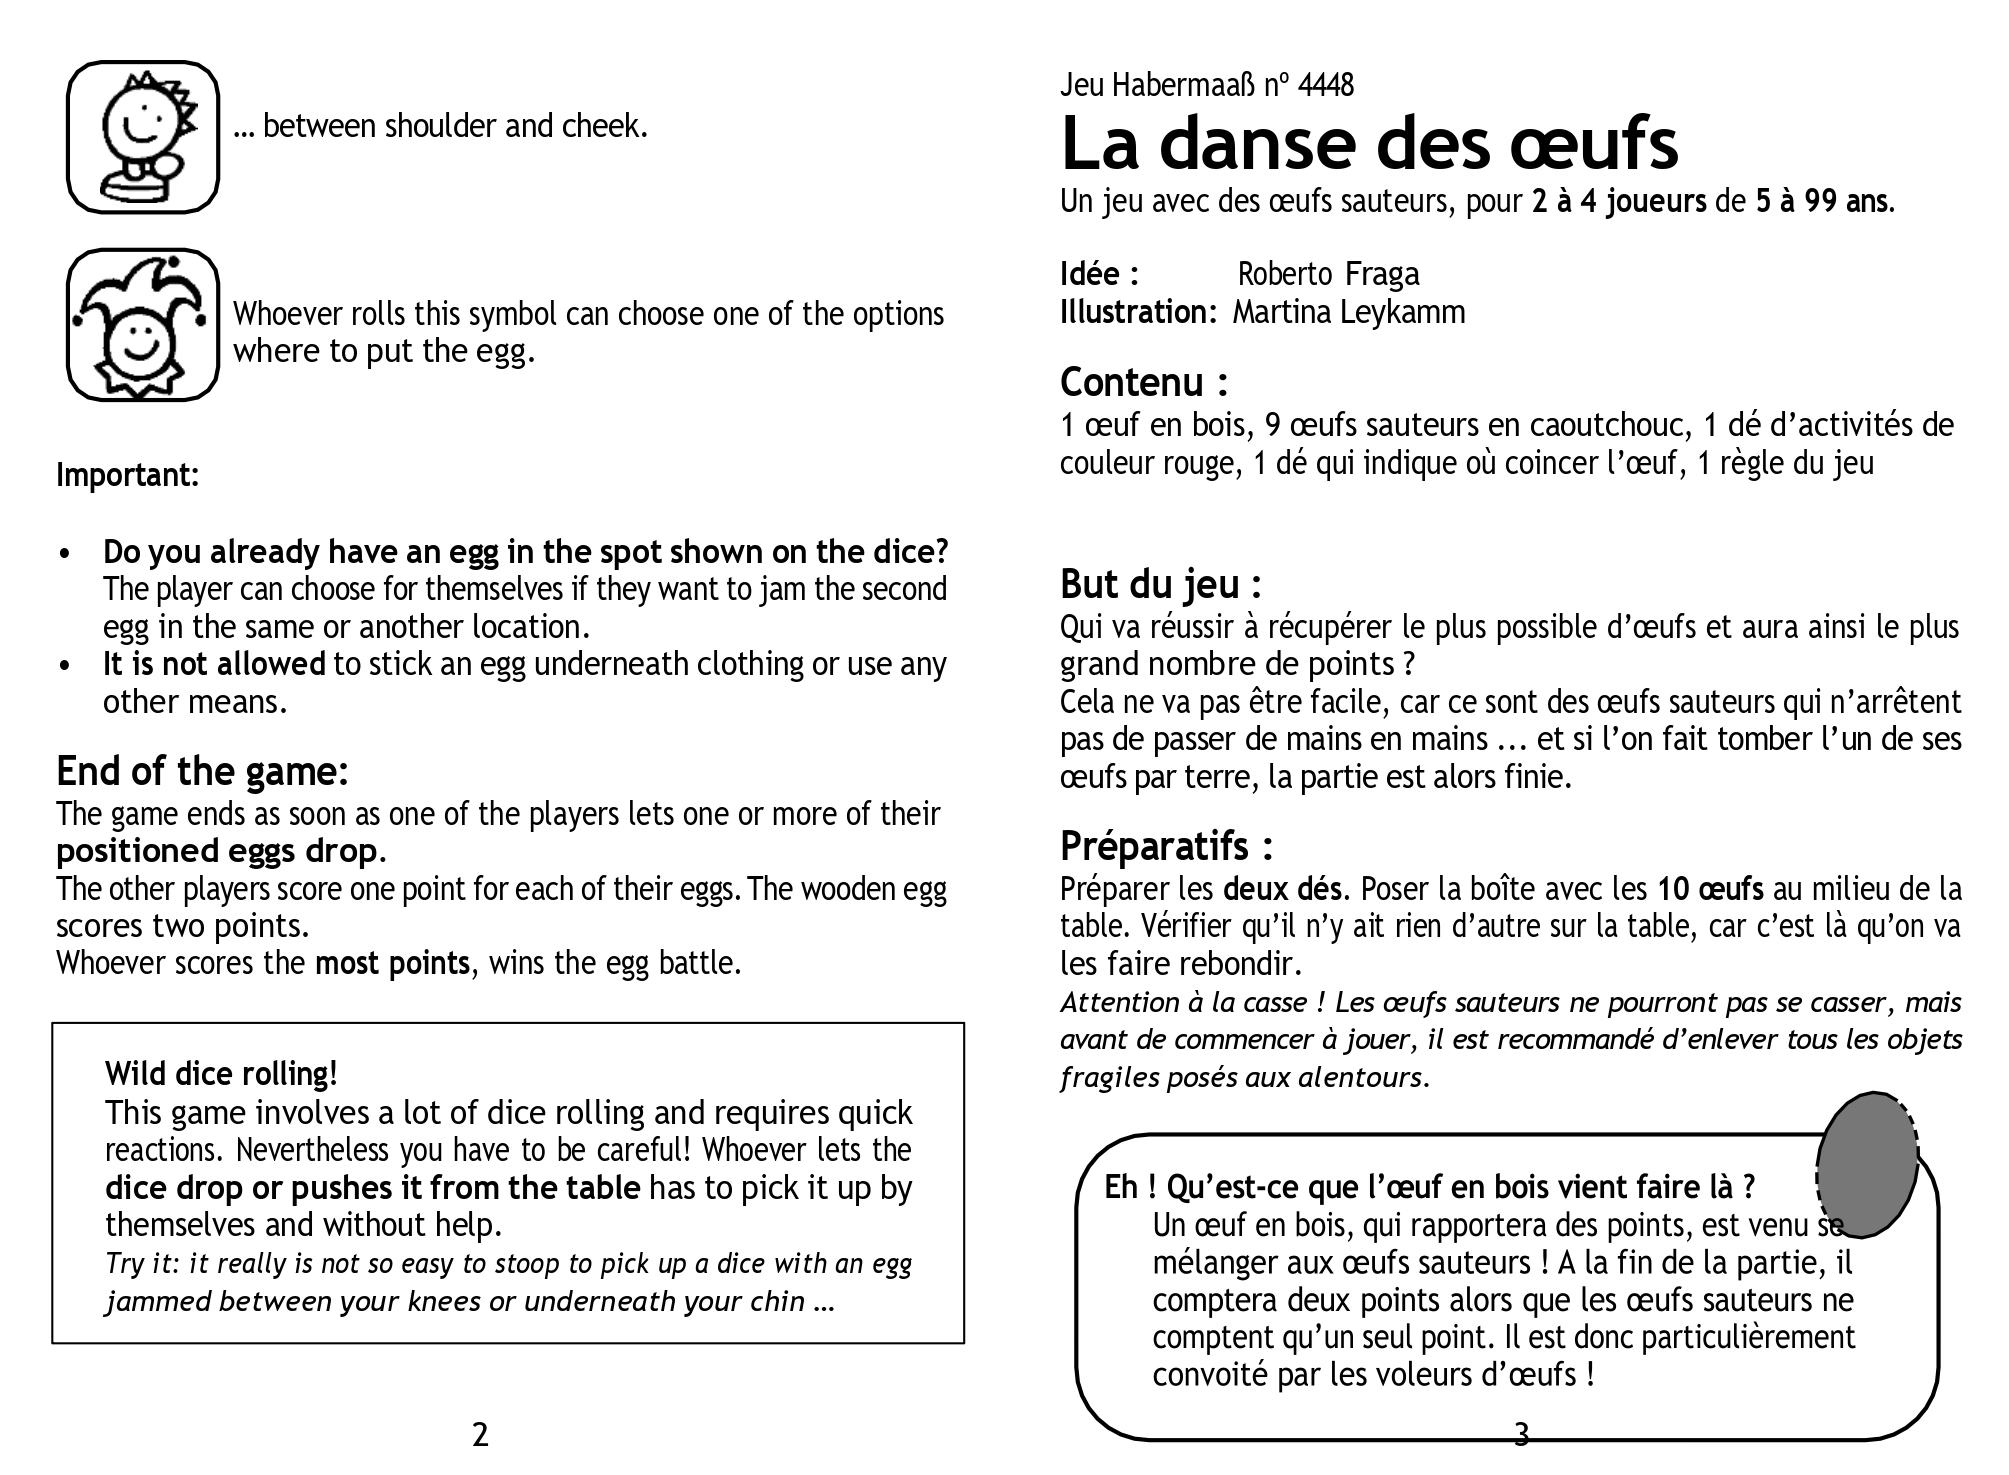 ... between shoulder and cheek.
Whoever rolls this symbol can choose one of the options
where to put the egg.
Important:
• Do you already have an egg in the spot shown on the dice?
The player can choose for themselves if they want to jam the second
egg in the same or another location.
• It is not allowed to stick an egg underneath clothing or use any
other means.
End of the game:
The game ends as soon as one of the players lets one or more of their
positioned eggs drop.
The other players score one point for each of their eggs. The wooden egg
scores two points.
Whoever scores the most points, wins the egg battle.
Wild dice rolling!
This game involves a lot of dice rolling and requires quick
reactions. Nevertheless you have to be careful! Whoever lets the
dice drop or pushes it from the table has to pick it up by
themselves and without help.
Try it: it really is not so easy to stoop to pick up a dice with an egg
jammed between your knees or underneath your chin ...
2
Jeu Habermaaß nº 4448
La danse des œufs
Un jeu avec des œufs sauteurs, pour 2 à 4 joueurs de 5 à 99 ans.
Idée : Roberto Fraga
Illustration: Martina Leykamm
Contenu :
1 œuf en bois, 9 œufs sauteurs en caoutchouc, 1 dé d’activités de
couleur rouge, 1 dé qui indique où coincer l’œuf, 1 règle du jeu
But du jeu :
Qui va réussir à récupérer le plus possible d’œufs et aura ainsi le plus
grand nombre de points ?
Cela ne va pas être facile, car ce sont des œufs sauteurs qui n’arrêtent
pas de passer de mains en mains ... et si l’on fait tomber l’un de ses
œufs par terre, la partie est alors finie.
Préparatifs :
Préparer les deux dés. Poser la boîte avec les 10 œufs au milieu de la
table. Vérifier qu’il n’y ait rien d’autre sur la table, car c’est là qu’on va
les faire rebondir.
Attention à la casse ! Les œufs sauteurs ne pourront pas se casser, mais
avant de commencer à jouer, il est recommandé d’enlever tous les objets
fragiles posés aux alentours.
Eh ! Qu’est-ce que l’œuf en bois vient faire là ?
Un œuf en bois, qui rapportera des points, est venu se
mélanger aux œufs sauteurs ! A la fin de la partie, il
comptera deux points alors que les œufs sauteurs ne
comptent qu’un seul point. Il est donc particulièrement
convoité par les voleurs d’œufs !
3